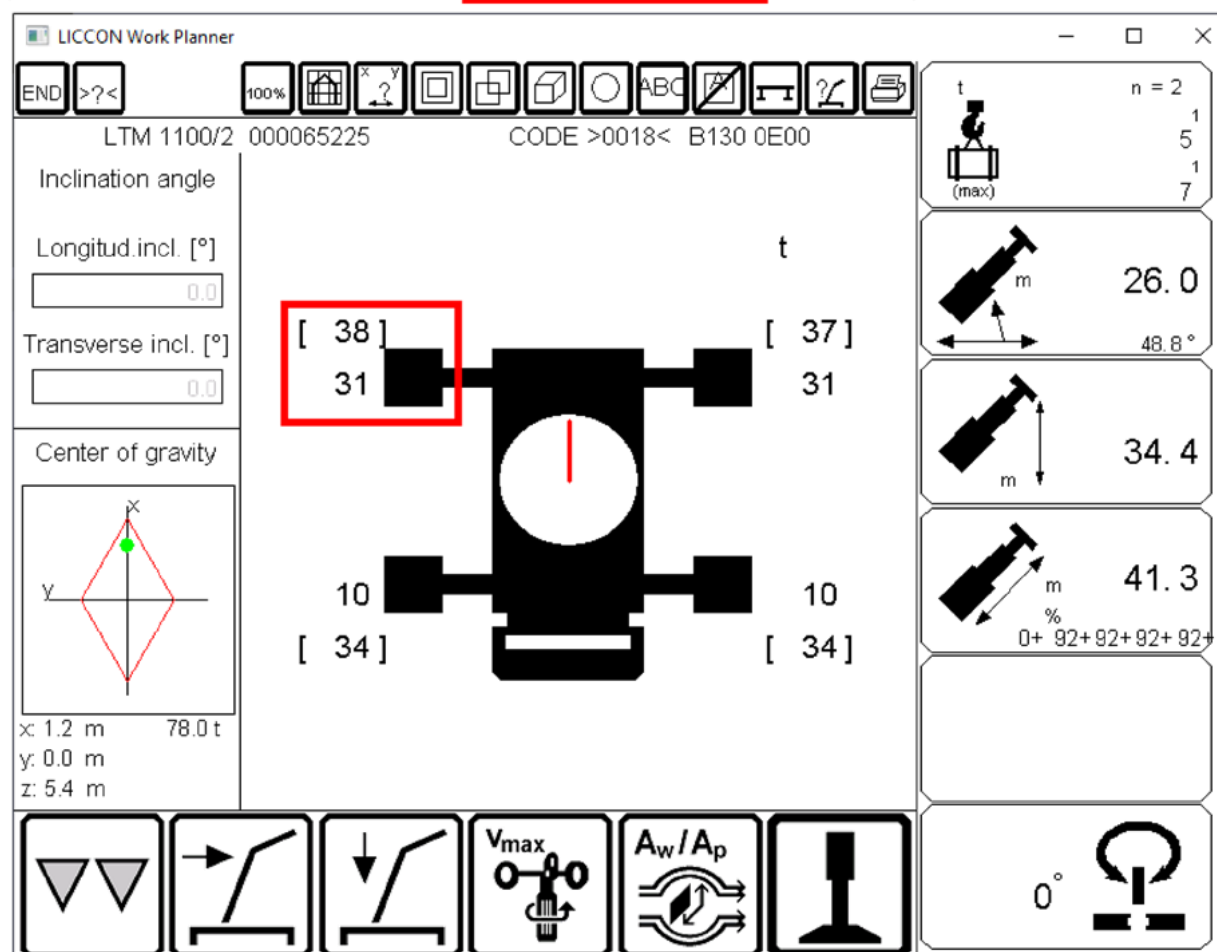 LICCON Work Planner
END >?< 100% x y ? ABC A ?
LTM 1100/2 000065225 CODE >0018< B130 0E00
Inclination angle
Longitud.incl. [°]
0.0
Transverse incl. [°]
0.0
Center of gravity
x
y
x: 1.2 m 78.0 t
y: 0.0 m
z: 5.4 m
t
[ 38 ] [ 37 ]
31 31
10 10
[ 34 ] [ 34 ]
t n = 2
1
5
1
(max) 7
m 26.0
48.8°
34.4
m
m 41.3
%
0+ 92+92+92+92+
Vmax
Aw/Ap
0°